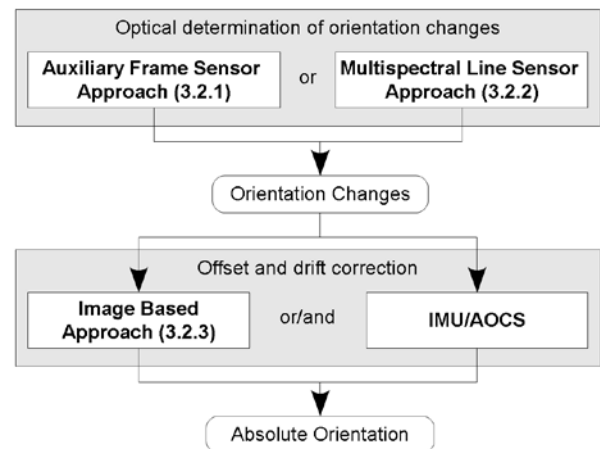 Optical determination of orientation changes
Auxiliary Frame Sensor
Approach (3.2.1)
or
Multispectral Line Sensor
Approach (3.2.2)
Orientation Changes
Offset and drift correction
Image Based
Approach (3.2.3)
or/and
IMU/AOCS
Absolute Orientation